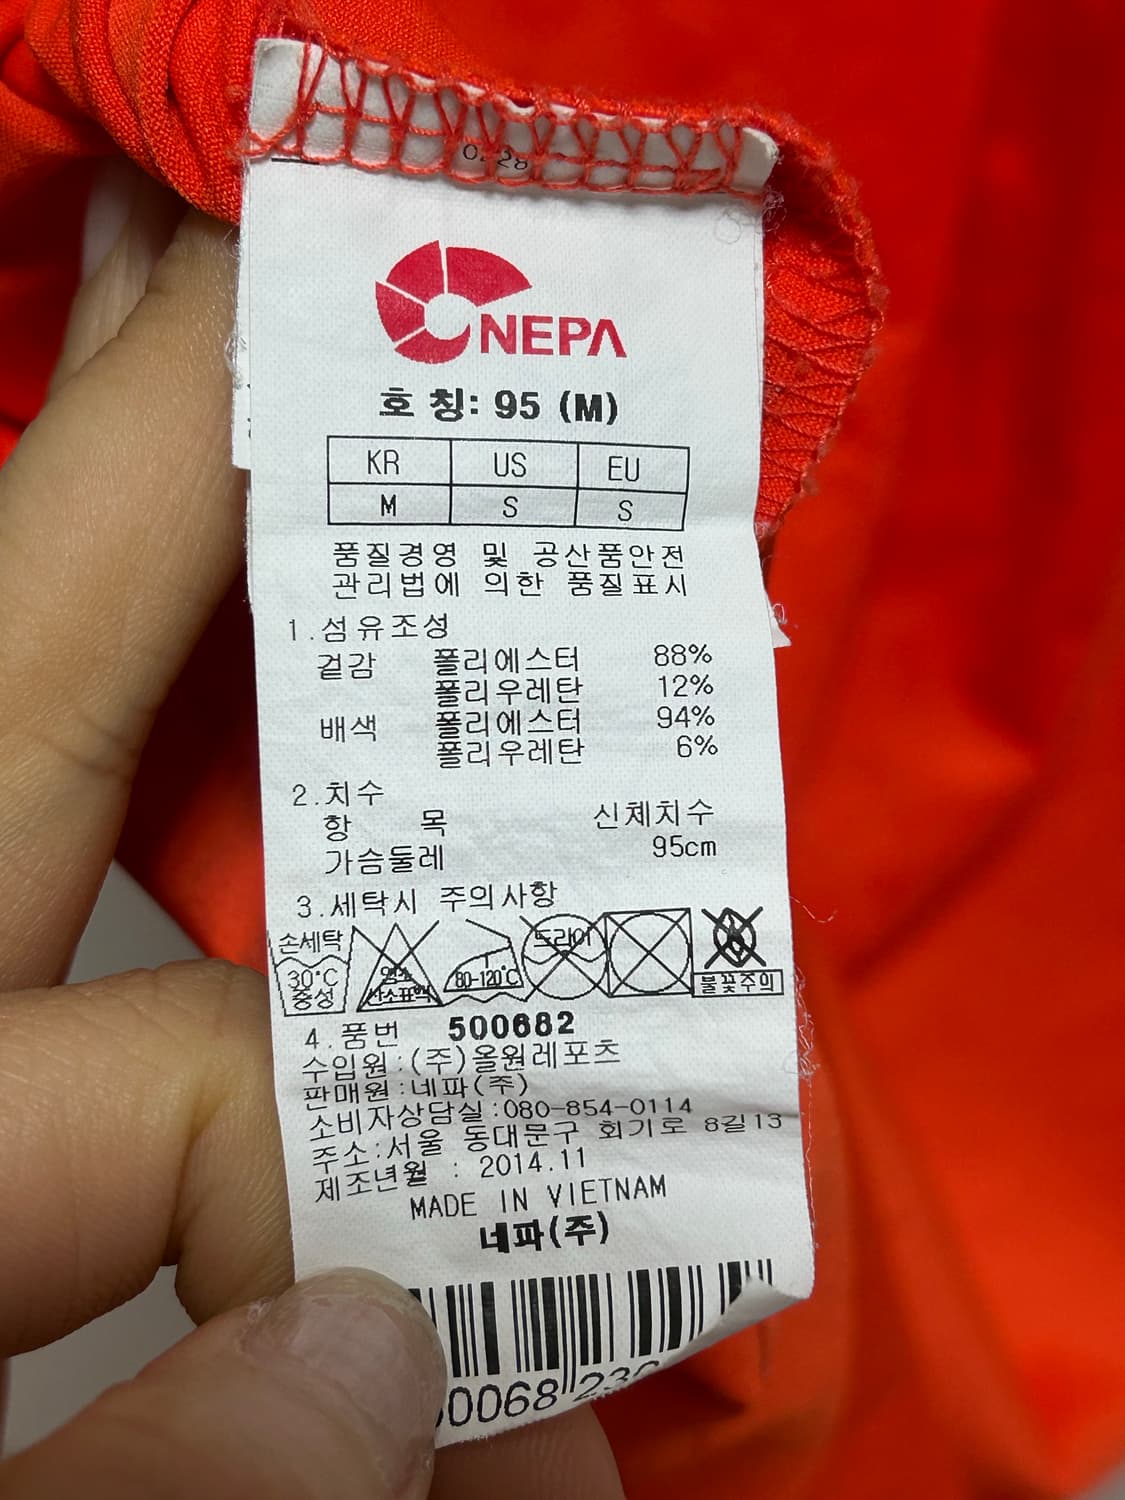 NEPA
호 칭: 95 (M)
KR US EU
M S S
품질경영 및 공산품안전
관리법에 의한 품질표시
1.섬유조성
겉감 폴리에스터 88%
폴리우레탄 12%
배색 폴리에스터 94%
폴리우레탄 6%
2.치수
항 목 신체치수
가슴둘레 95cm
3.세탁시 주의사항
손세탁 30°C 중성
염소 산소표백
80-120°C
드라이
불꽃주의
4.품번 500682
수입원:(주)올원레포츠
판매원:네파(주)
소비자상담실:080-854-0114
주소:서울 동대문구 회기로 8길13
제조년월 : 2014.11
MADE IN VIETNAM
네파(주)